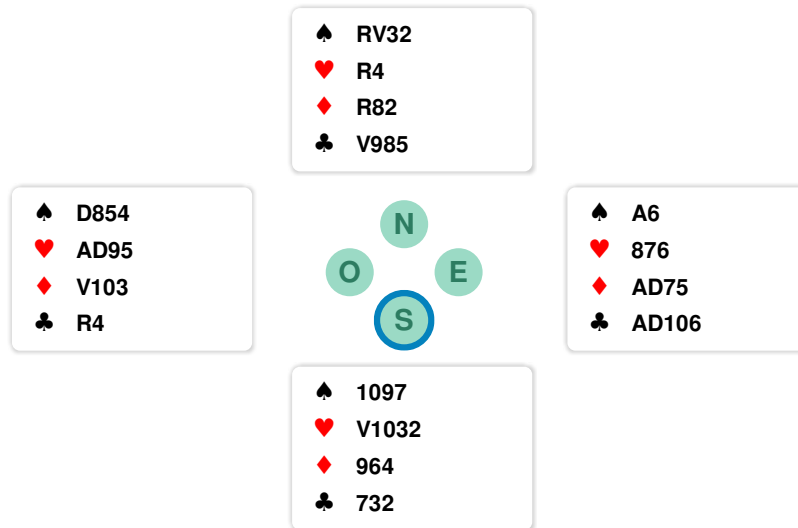 ♠ RV32
♥ R4
♦ R82
♣ V985
♠ D854
♥ AD95
♦ V103
♣ R4
N
O E
S
♠ A6
♥ 876
♦ AD75
♣ AD106
♠ 1097
♥ V1032
♦ 964
♣ 732